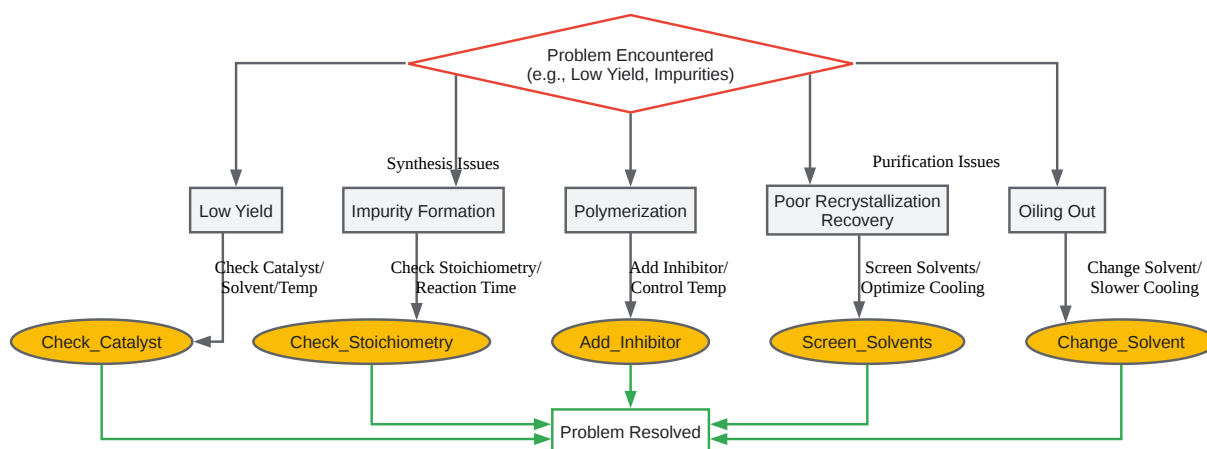 Problem Encountered
(e.g., Low Yield, Impurities)
Synthesis Issues
Purification Issues
Low Yield
Impurity Formation
Polymerization
Poor Recrystallization
Recovery
Oiling Out
Check Catalyst/
Solvent/Temp
Check Stoichiometry/
Reaction Time
Add Inhibitor/
Control Temp
Screen Solvents/
Optimize Cooling
Change Solvent/
Slower Cooling
Check_Catalyst
Check_Stoichiometry
Add_Inhibitor
Screen_Solvents
Change_Solvent
Problem Resolved